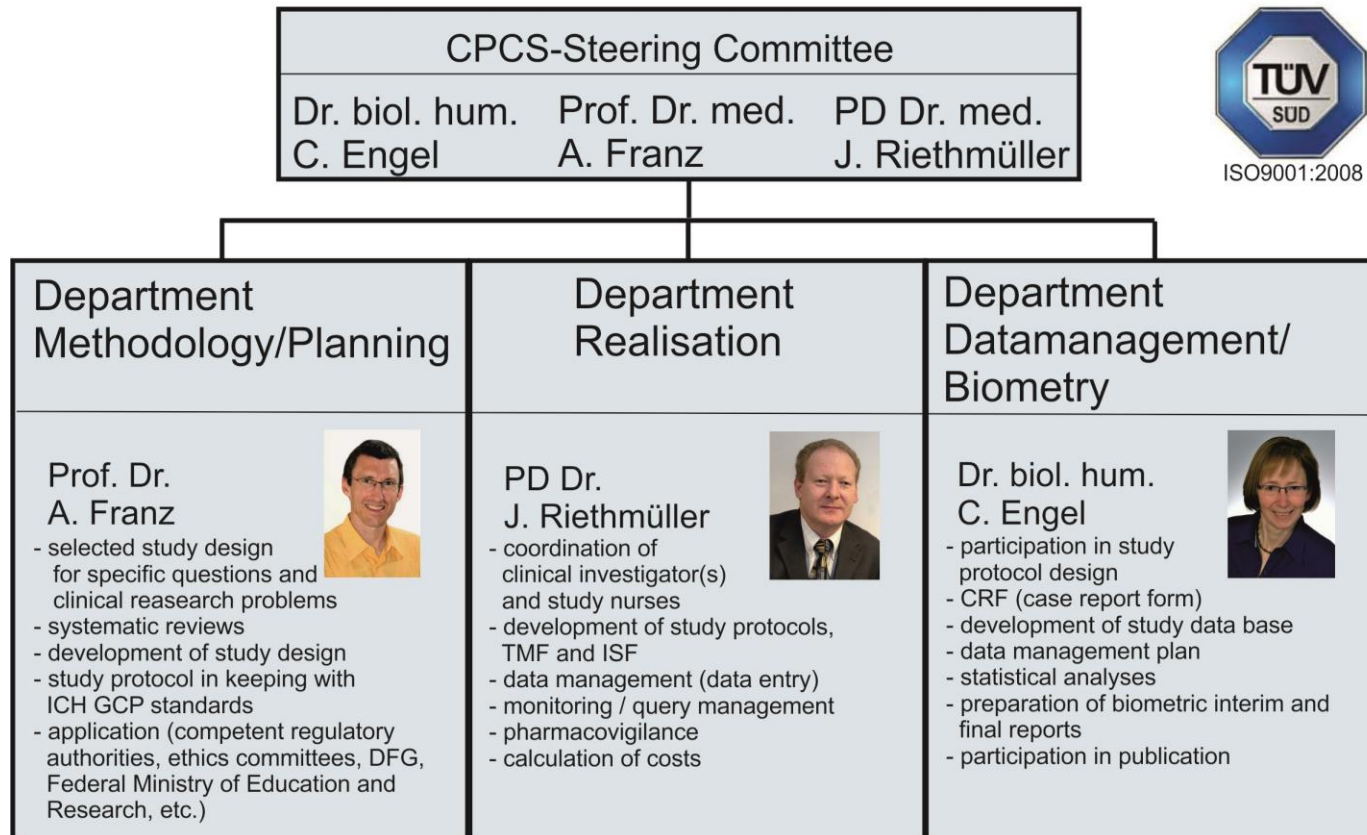 CPCS-Steering Committee
Dr. biol. hum.
C. Engel
Prof. Dr. med.
A. Franz
PD Dr. med.
J. Riethmüller
TÜV
SÜD
ISO9001:2008
Department
Methodology/Planning
Prof. Dr.
A. Franz
- selected study design
for specific questions and
clinical reasearch problems
- systematic reviews
- development of study design
- study protocol in keeping with
ICH GCP standards
- application (competent regulatory
authorities, ethics committees, DFG,
Federal Ministry of Education and
Research, etc.)
Department
Realisation
PD Dr.
J. Riethmüller
- coordination of
clinical investigator(s)
and study nurses
- development of study protocols,
TMF and ISF
- data management (data entry)
- monitoring / query management
- pharmacovigilance
- calculation of costs
Department
Datamanagement/
Biometry
Dr. biol. hum.
C. Engel
- participation in study
protocol design
- CRF (case report form)
- development of study data base
- data management plan
- statistical analyses
- preparation of biometric interim and
final reports
- participation in publication